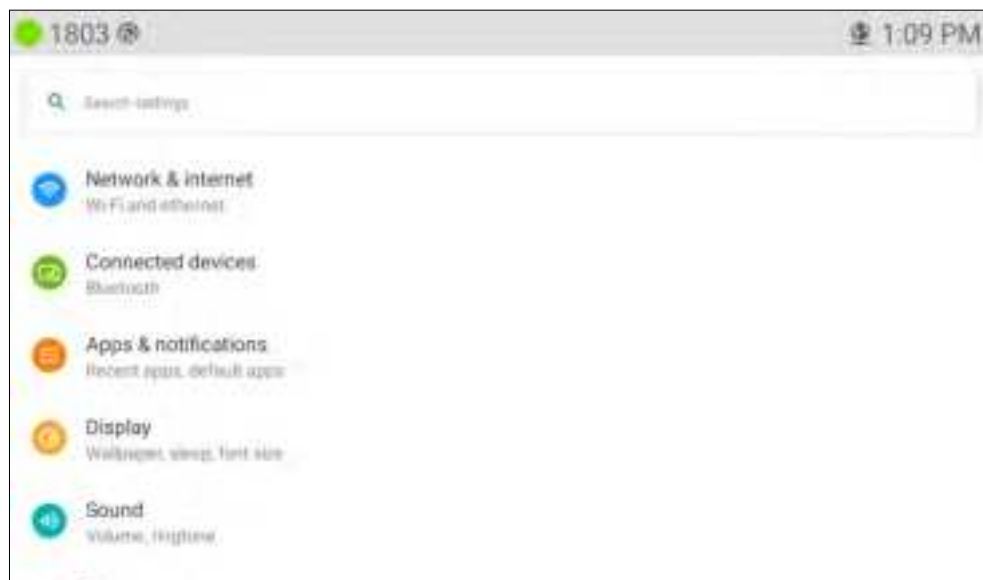 1803
1:09 PM
Search settings
Network & internet
Wi-Fi and ethernet
Connected devices
Bluetooth
Apps & notifications
Recent apps, default apps
Display
Wallpaper, sleep, font size
Sound
Volume, ringtone